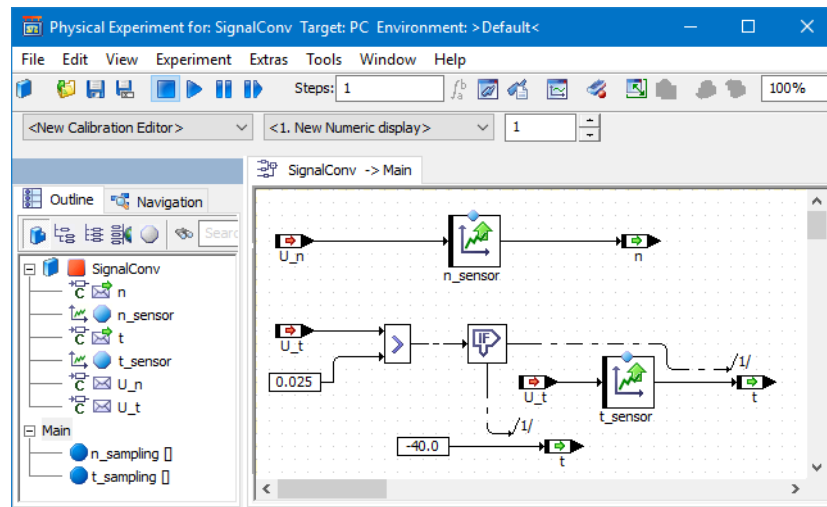 Physical Experiment for: SignalConv Target: PC Environment: >Default<
File Edit View Experiment Extras Tools Window Help
Steps: 1 100%
<New Calibration Editor> <1. New Numeric display> 1
SignalConv -> Main
Outline Navigation
Searc
SignalConv
n
n_sensor
t
t_sensor
U_n
U_t
Main
n_sampling []
t_sampling []
U_n n_sensor n
U_t > IF
0.025
U_t t_sensor /1/ t
/1/
-40.0 t